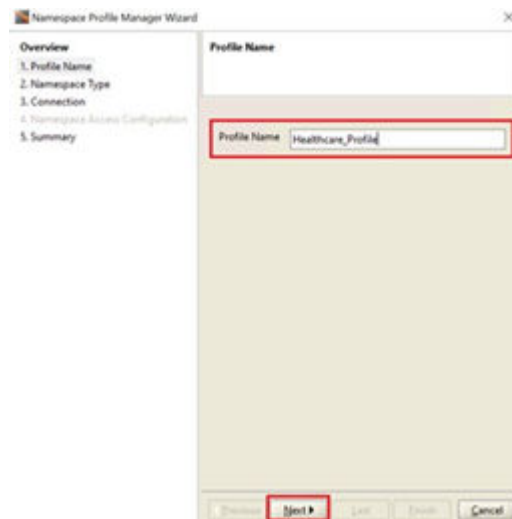 Namespace Profile Manager Wizard
Overview
1. Profile Name
2. Namespace Type
3. Connection
4. Namespace Access Configuration
5. Summary
Profile Name
Profile Name Healthcare_Profile
Previous Next Last Finish Cancel